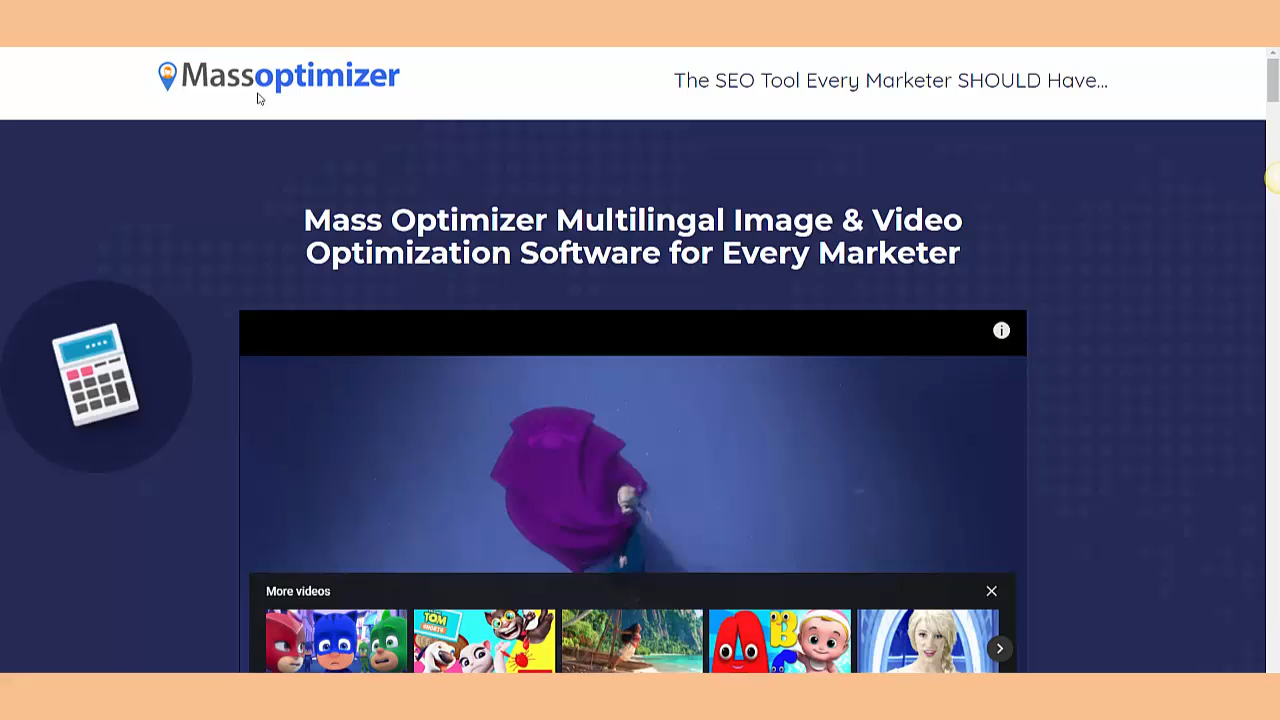 Massoptimizer
The SEO Tool Every Marketer SHOULD Have...
Mass Optimizer Multilingal Image & Video
Optimization Software for Every Marketer
More videos
TOM
A
B